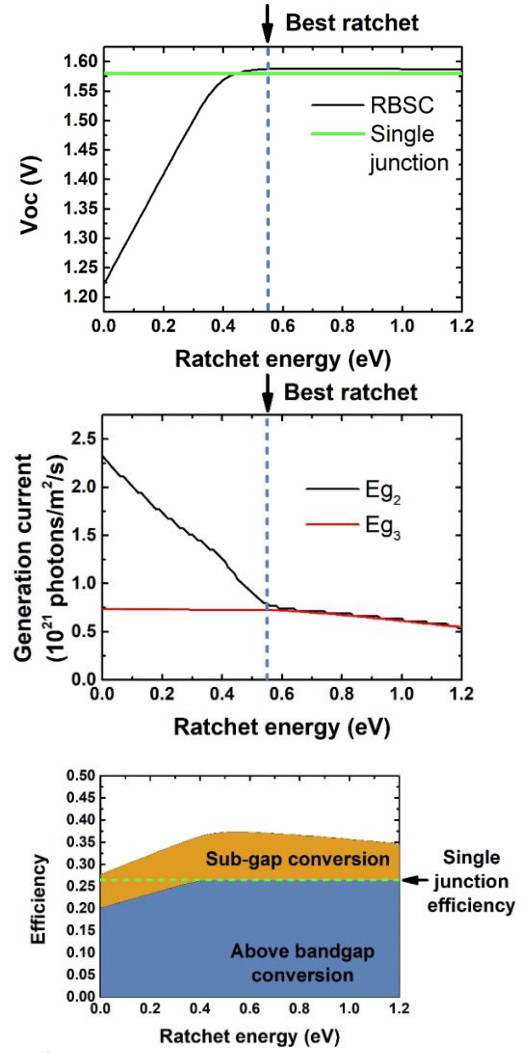 Best ratchet
Voc (V)
1.60
1.55
1.50
1.45
1.40
1.35
1.30
1.25
1.20
RBSC
Single
junction
0.0 0.2 0.4 0.6 0.8 1.0 1.2
Ratchet energy (eV)
Best ratchet
Generation current
(10²¹ photons/m²/s)
2.5
2.0
1.5
1.0
0.5
0.0
Eg₂
Eg₃
0.0 0.2 0.4 0.6 0.8 1.0 1.2
Ratchet energy (eV)
Efficiency
0.50
0.45
0.40
0.35
0.30
0.25
0.20
0.15
0.10
0.05
0.00
Sub-gap conversion
Single
junction
efficiency
Above bandgap
conversion
0.0 0.2 0.4 0.6 0.8 1.0 1.2
Ratchet energy (eV)